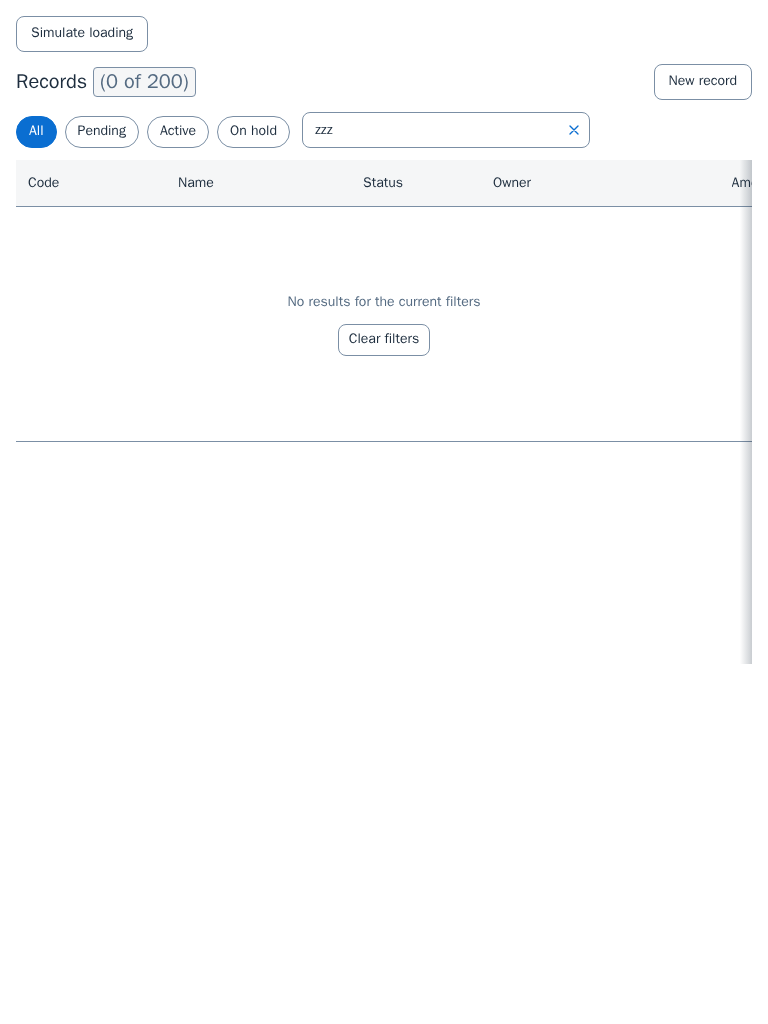 Simulate loading
Records (0 of 200)
New record
All
Pending
Active
On hold
zzz
Code Name Status Owner
No results for the current filters
Clear filters